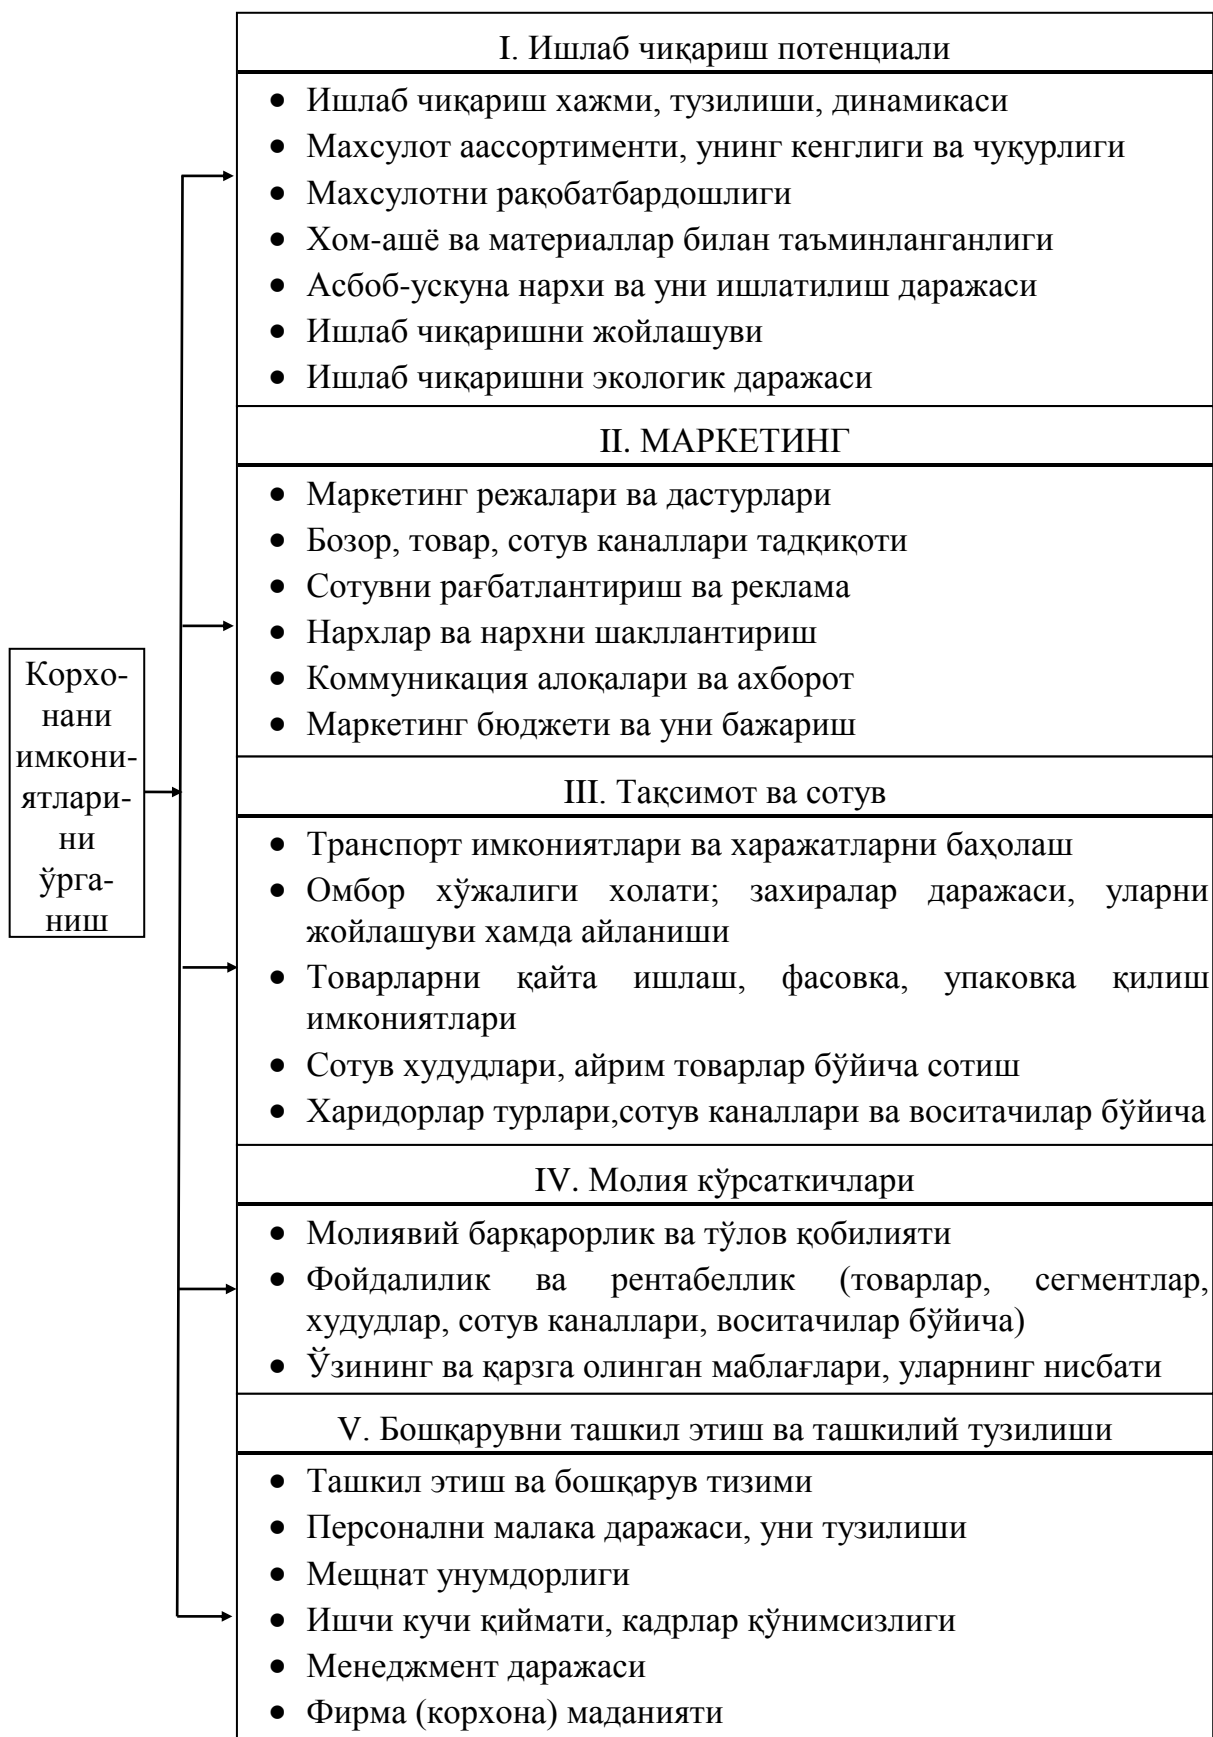 Корхо-
нани
имкони-
ятлари-
ни
ўрга-
ниш
I. Ишлаб чиқариш потенциали
• Ишлаб чиқариш хажми, тузилиши, динамикаси
• Махсулот аассортименти, унинг кенглиги ва чуқурлиги
• Махсулотни рақобатбардошлиги
• Хом-ашё ва материаллар билан таъминланганлиги
• Асбоб-ускуна нархи ва уни ишлатилиш даражаси
• Ишлаб чиқаришни жойлашуви
• Ишлаб чиқаришни экологик даражаси
II. МАРКЕТИНГ
• Маркетинг режалари ва дастурлари
• Бозор, товар, сотув каналлари тадқиқоти
• Сотувни рағбатлантириш ва реклама
• Нархлар ва нархни шакллантириш
• Коммуникация алоқалари ва ахборот
• Маркетинг бюджети ва уни бажариш
III. Тақсимот ва сотув
• Транспорт имкониятлари ва харажатларни баҳолаш
• Омбор хўжалиги холати; захиралар даражаси, уларни
жойлашуви хамда айланиши
• Товарларни қайта ишлаш, фасовка, упаковка қилиш
имкониятлари
• Сотув худудлари, айрим товарлар бўйича сотиш
• Харидорлар турлари,сотув каналлари ва воситачилар бўйича
IV. Молия кўрсаткичлари
• Молиявий барқарорлик ва тўлов қобилияти
• Фойдалилик ва рентабеллик (товарлар, сегментлар,
худудлар, сотув каналлари, воситачилар бўйича)
• Ўзининг ва қарзга олинган маблағлари, уларнинг нисбати
V. Бошқарувни ташкил этиш ва ташкилий тузилиши
• Ташкил этиш ва бошқарув тизими
• Персонални малака даражаси, уни тузилиши
• Мещнат унумдорлиги
• Ишчи кучи қиймати, кадрлар қўнимсизлиги
• Менеджмент даражаси
• Фирма (корхона) маданияти